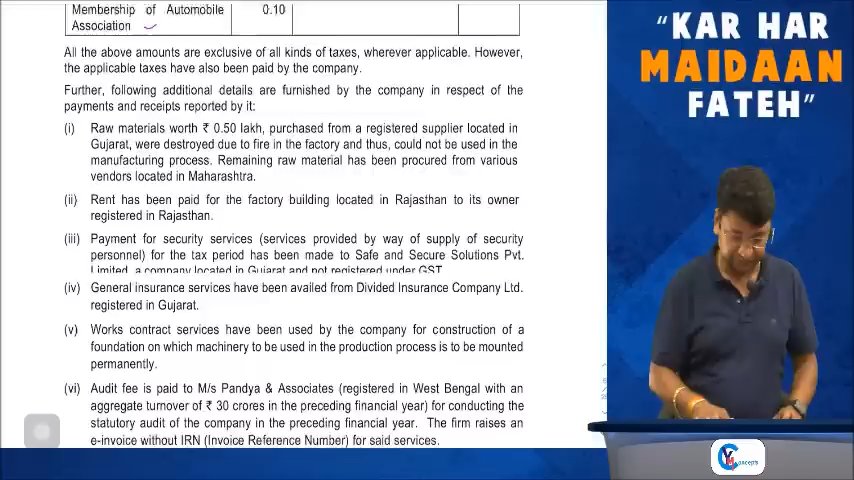 Membership of Automobile 0.10
Association
All the above amounts are exclusive of all kinds of taxes, wherever applicable. However,
the applicable taxes have also been paid by the company.
Further, following additional details are furnished by the company in respect of the
payments and receipts reported by it:
(i) Raw materials worth ₹ 0.50 lakh, purchased from a registered supplier located in
Gujarat, were destroyed due to fire in the factory and thus, could not be used in the
manufacturing process. Remaining raw material has been procured from various
vendors located in Maharashtra.
(ii) Rent has been paid for the factory building located in Rajasthan to its owner
registered in Rajasthan.
(iii) Payment for security services (services provided by way of supply of security
personnel) for the tax period has been made to Safe and Secure Solutions Pvt.
Limited, a company located in Gujarat and not registered under GST.
(iv) General insurance services have been availed from Divided Insurance Company Ltd.
registered in Gujarat.
(v) Works contract services have been used by the company for construction of a
foundation on which machinery to be used in the production process is to be mounted
permanently.
(vi) Audit fee is paid to M/s Pandya & Associates (registered in West Bengal with an
aggregate turnover of ₹ 30 crores in the preceding financial year) for conducting the
statutory audit of the company in the preceding financial year. The firm raises an
e-invoice without IRN (Invoice Reference Number) for said services.
"KAR HAR
MAIDAAN
FATEH"